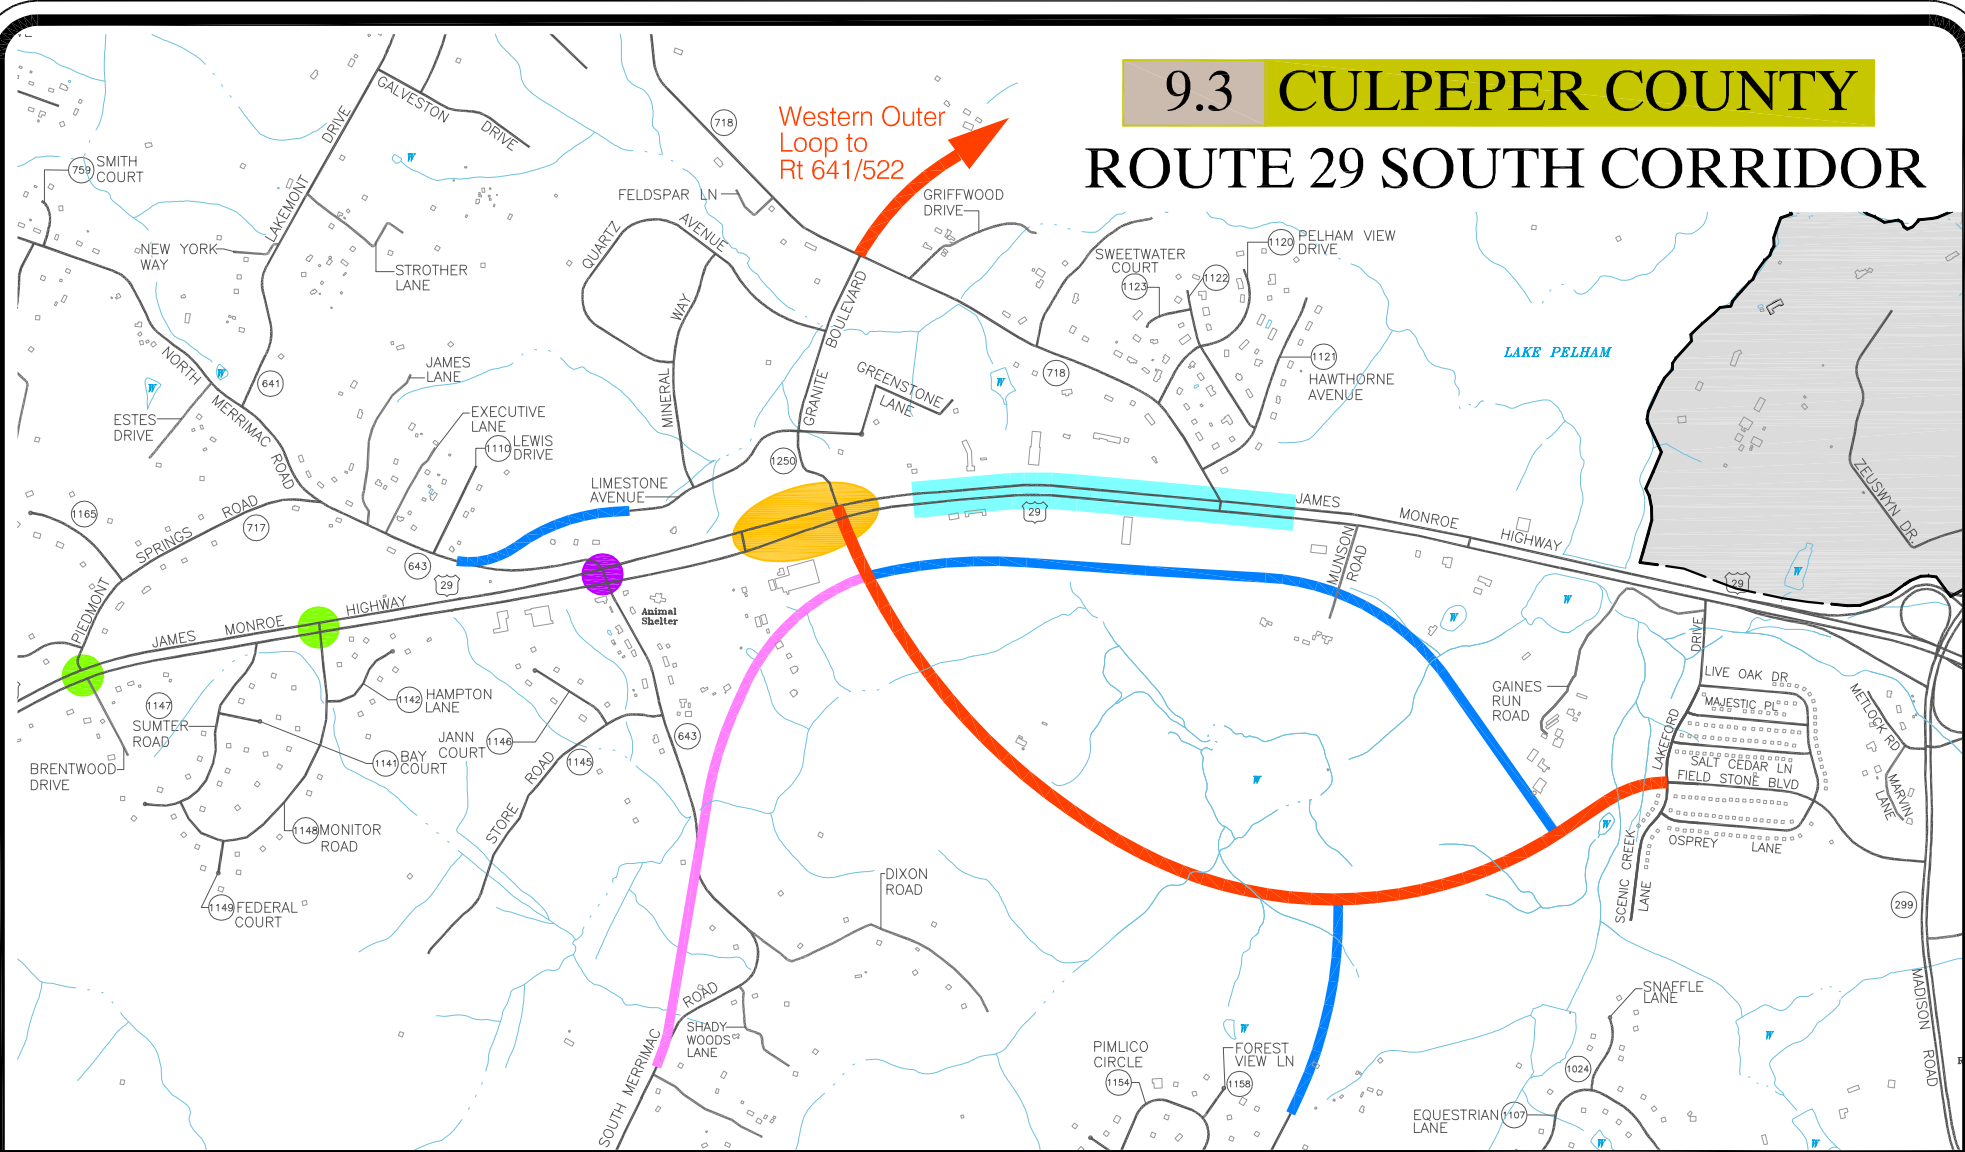 9.3 CULPEPER COUNTY
ROUTE 29 SOUTH CORRIDOR
Western Outer
Loop to
Rt 641/522
GALVESTON DRIVE
LAKEMONT DRIVE
718
759
SMITH
COURT
FELDSPAR LN
GRIFFWOOD
DRIVE
QUARTZ AVENUE
NEW YORK
WAY
STROTHER
LANE
SWEETWATER
COURT
1123
1122
1120
PELHAM VIEW
DRIVE
1121
HAWTHORNE
AVENUE
LAKE PELHAM
MINERAL WAY
GRANITE BOULEVARD
GREENSTONE
LANE
718
NORTH MERRIMAC ROAD
641
JAMES
LANE
ESTES
DRIVE
EXECUTIVE
LANE
1110
LEWIS
DRIVE
LIMESTONE
AVENUE
1250
ZEUSWYN DR.
1165
SPRINGS ROAD
717
643
29
29
29
JAMES MONROE HIGHWAY
MUNSON
ROAD
PIEDMONT
JAMES MONROE HIGHWAY
Animal
Shelter
1147
SUMTER
ROAD
1142
HAMPTON
LANE
1141
BAY
COURT
JANN
COURT
1146
1145
STORE ROAD
643
BRENTWOOD
DRIVE
1148
MONITOR
ROAD
1149
FEDERAL
COURT
GAINES
RUN
ROAD
LAKEFORD DRIVE
LIVE OAK DR
MAJESTIC PL
SALT CEDAR LN
FIELD STONE BLVD
OSPREY LANE
SCENIC CREEK
LANE
METLOCK RD
MARVIN
LANE
299
MADISON ROAD
DIXON
ROAD
SHADY
WOODS
LANE
SOUTH MERRIMAC ROAD
PIMLICO
CIRCLE
1154
FOREST
VIEW LN
1158
SNAFFLE
LANE
1024
EQUESTRIAN
LANE
1107
W
W
W
W
W
W
W
W
W
W
W
W
W
W